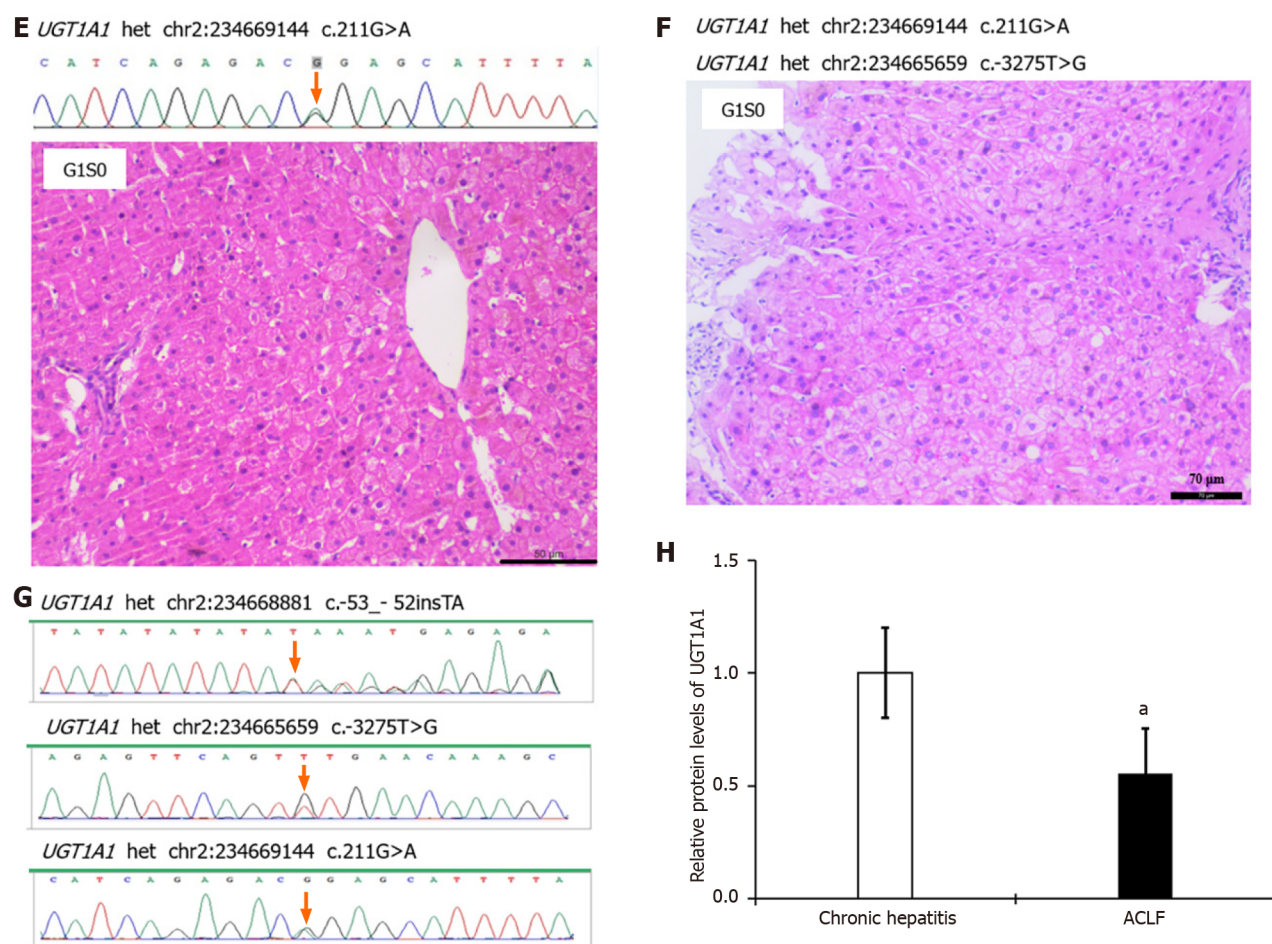 E UGT1A1 het chr2:234669144 c.211G>A
C A T C A G A G A C G G A G C A T T T T A
G1S0
50 μm
F UGT1A1 het chr2:234669144 c.211G>A
UGT1A1 het chr2:234665659 c.-3275T>G
G1S0
70 μm
70 μm
G UGT1A1 het chr2:234668881 c.-53_- 52insTA
T A T A T A T A T A T A A A T G A G A G A
UGT1A1 het chr2:234665659 c.-3275T>G
A G A G T T C A G T T T G A A C A A A G C
UGT1A1 het chr2:234669144 c.211G>A
C A T C A G A G A C G G A G C A T T T T A
H
Relative protein levels of UGT1A1
1.5
1.0
0.5
0.0
a
Chronic hepatitis
ACLF